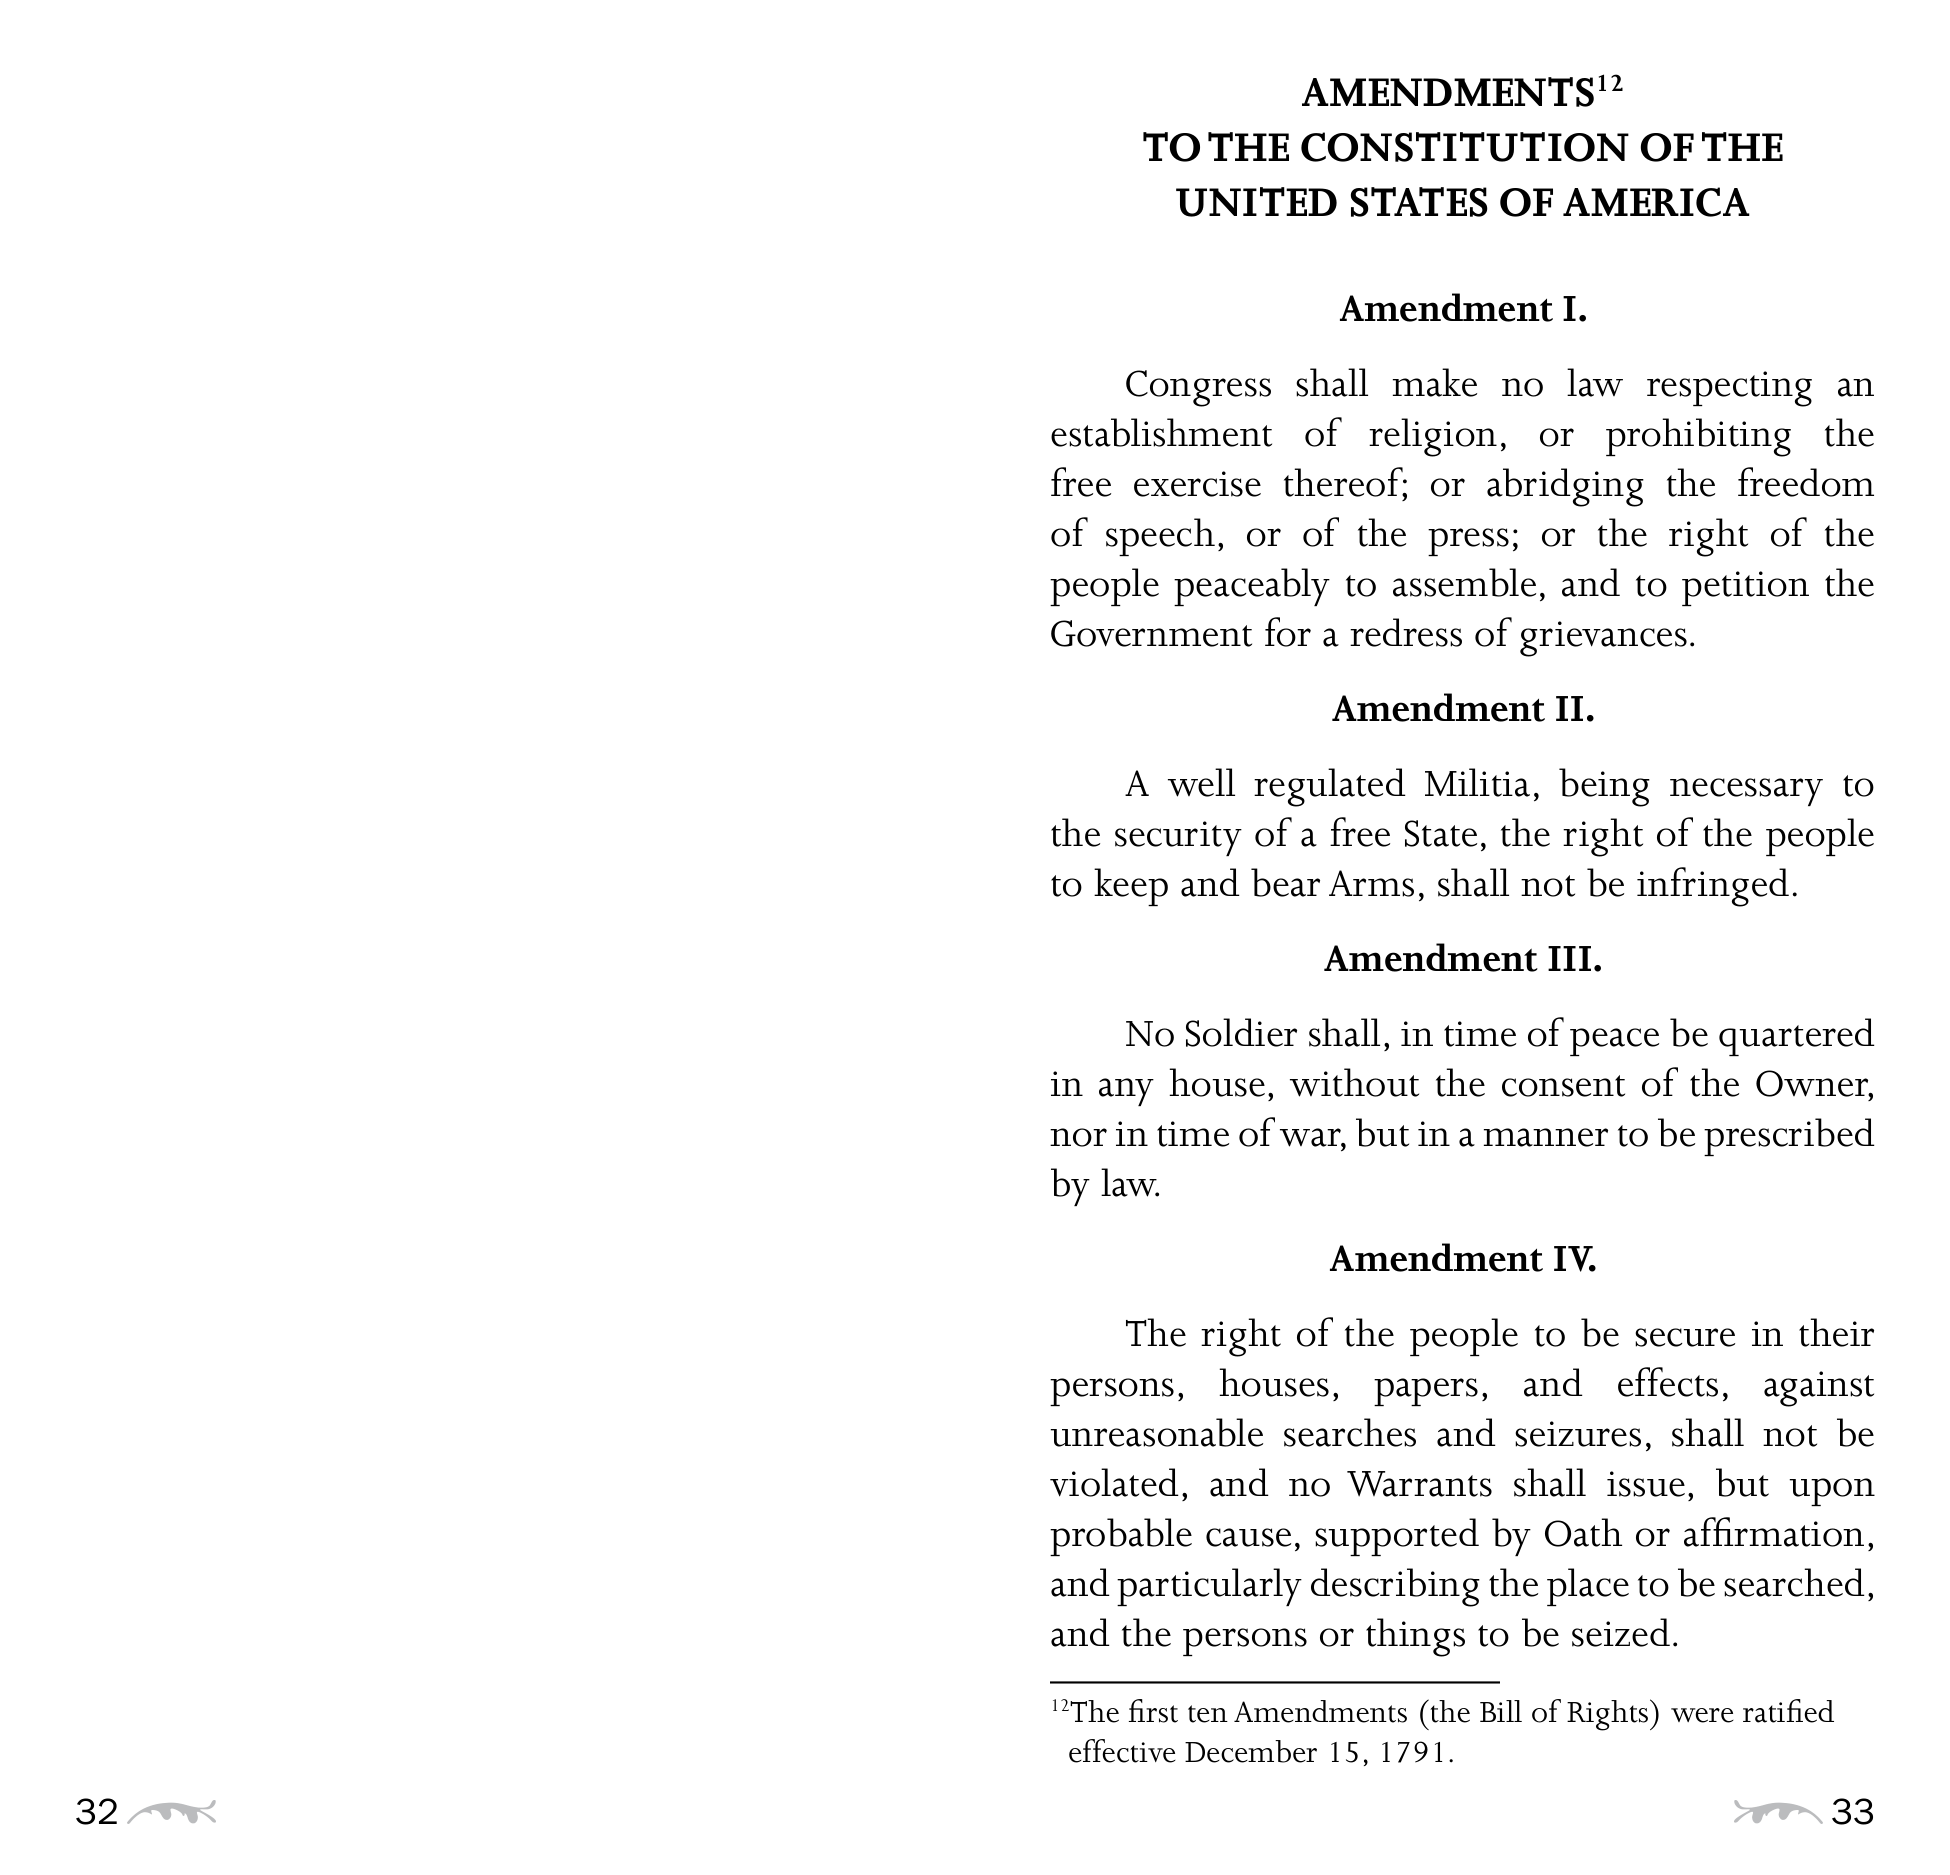 AMENDMENTS¹²
TO THE CONSTITUTION OF THE
UNITED STATES OF AMERICA
Amendment I.
Congress shall make no law respecting an
establishment of religion, or prohibiting the
free exercise thereof; or abridging the freedom
of speech, or of the press; or the right of the
people peaceably to assemble, and to petition the
Government for a redress of grievances.
Amendment II.
A well regulated Militia, being necessary to
the security of a free State, the right of the people
to keep and bear Arms, shall not be infringed.
Amendment III.
No Soldier shall, in time of peace be quartered
in any house, without the consent of the Owner,
nor in time of war, but in a manner to be prescribed
by law.
Amendment IV.
The right of the people to be secure in their
persons, houses, papers, and effects, against
unreasonable searches and seizures, shall not be
violated, and no Warrants shall issue, but upon
probable cause, supported by Oath or affirmation,
and particularly describing the place to be searched,
and the persons or things to be seized.
¹²The first ten Amendments (the Bill of Rights) were ratified
effective December 15, 1791.
32
33